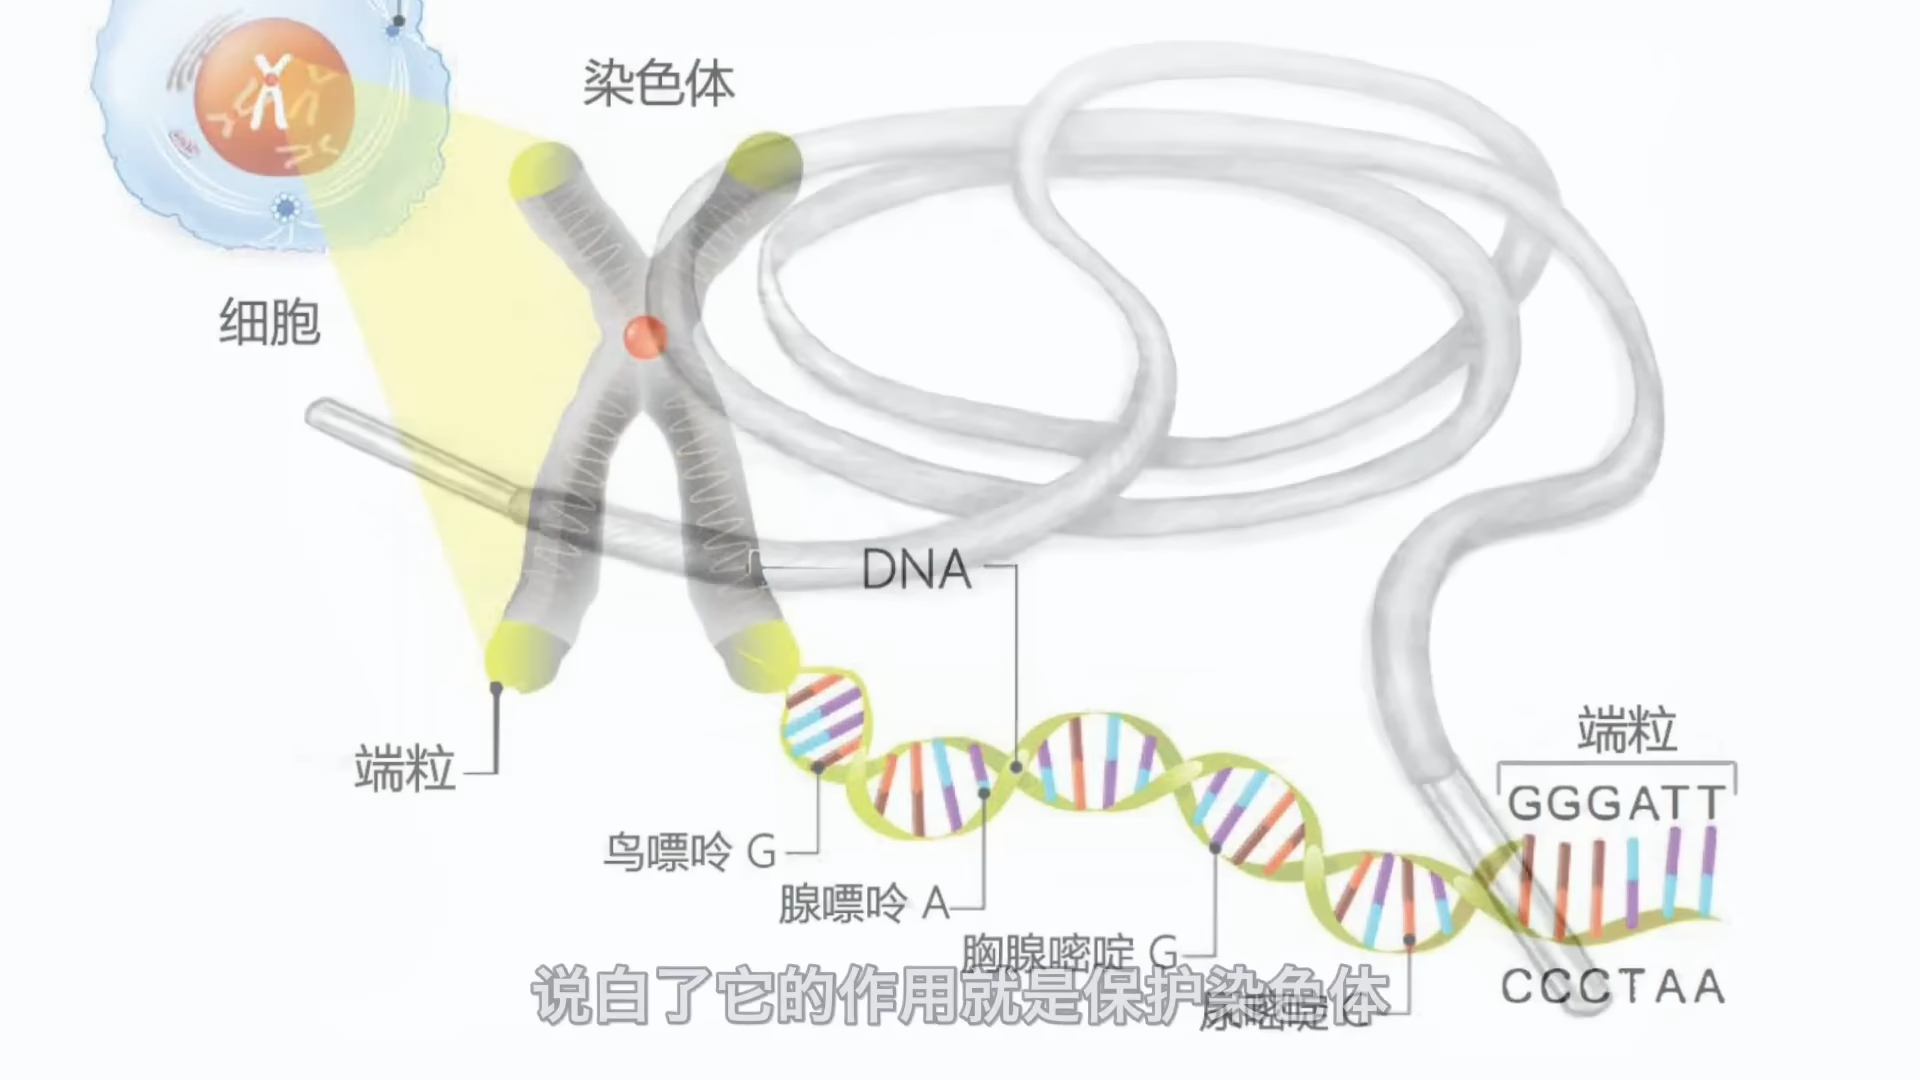 染色体
细胞
DNA
端粒
端粒
GGGATT
鸟嘌呤 G
腺嘌呤 A
胸腺嘧啶 G
CCCTAA
说白了它的作用就是保护染色体